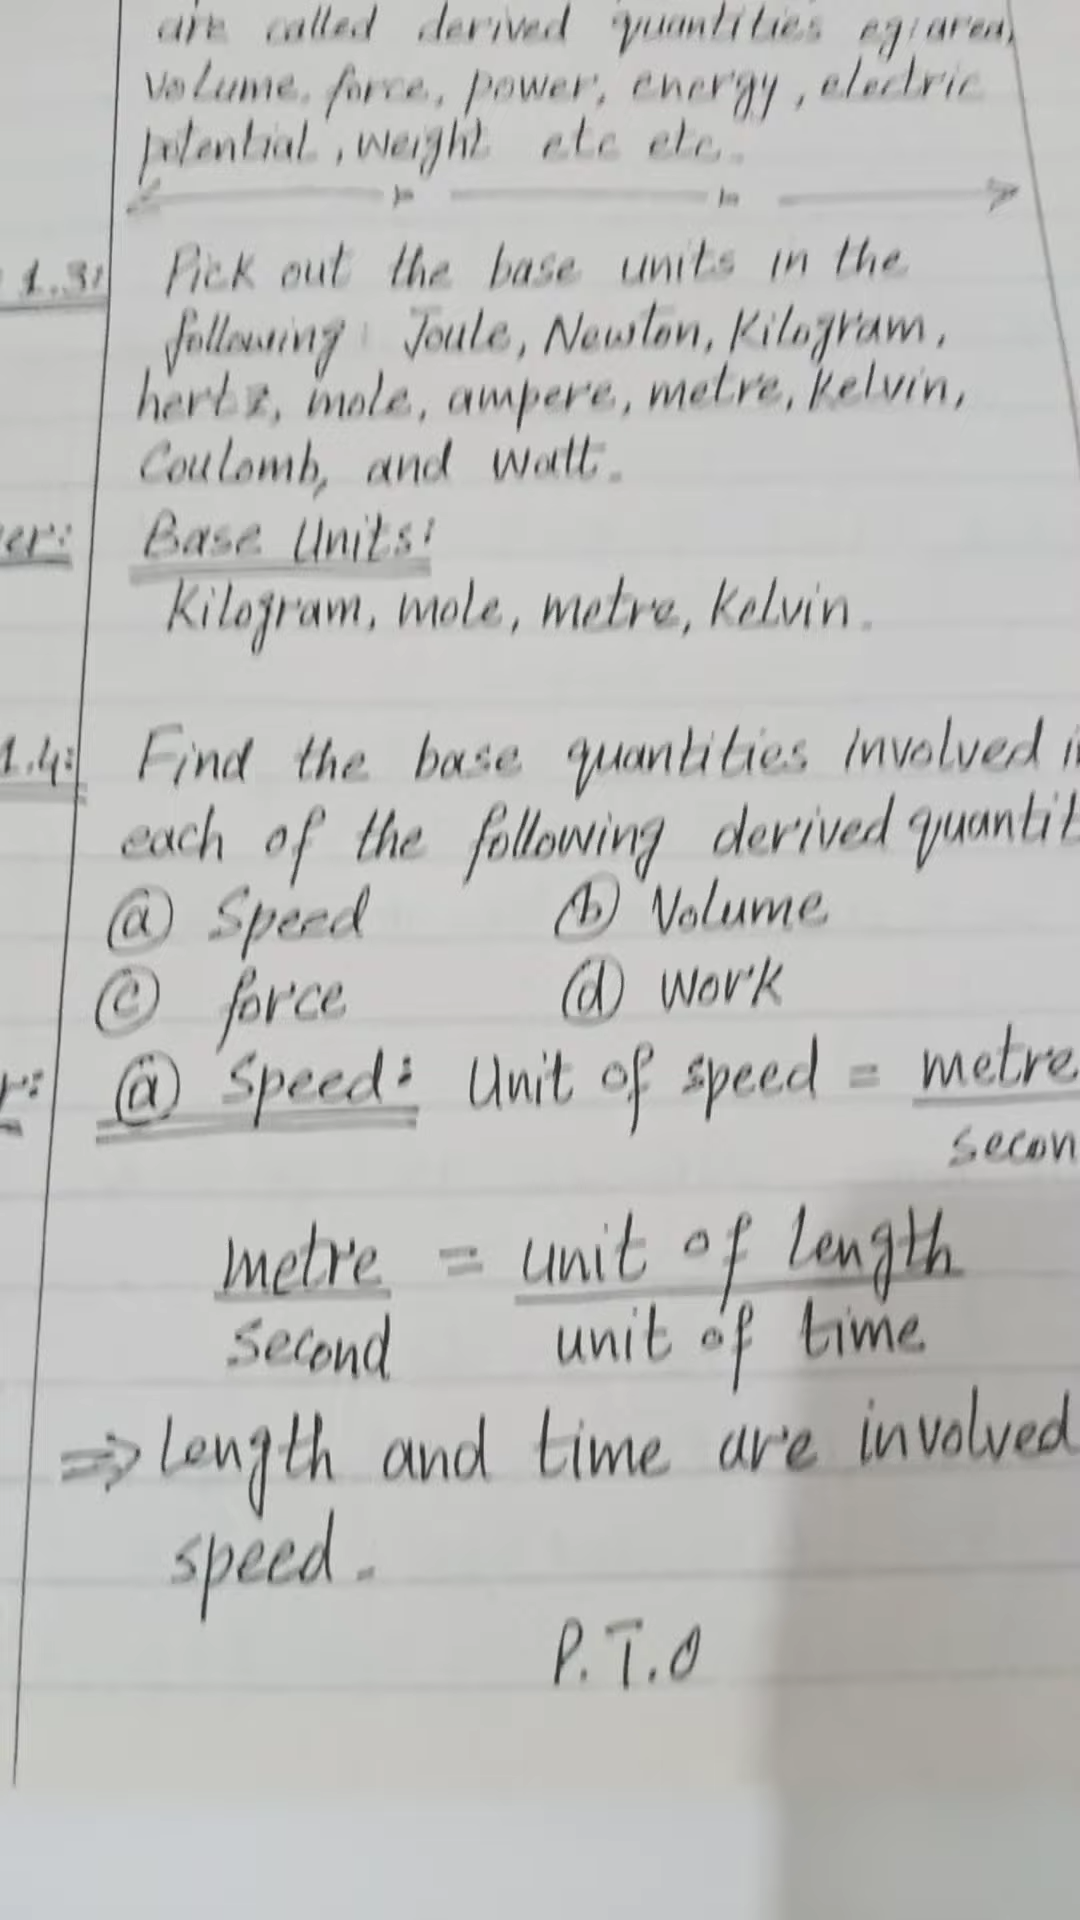 are called derived quantities eg: area,
volume, force, power, energy, electric
potential, weight etc etc.
1.3: Pick out the base units in the
following: Joule, Newton, Kilogram,
hertz, mole, ampere, metre, kelvin,
Coulomb, and watt.
er: Base Units:
Kilogram, mole, metre, Kelvin.
1.4: Find the base quantities involved i
each of the following derived quantit
(a) Speed (b) Volume
(c) force (d) work
r: (a) Speed: Unit of speed = metre
secon
metre = unit of length
second unit of time
⇒ Length and time are involved
speed.
P.T.O